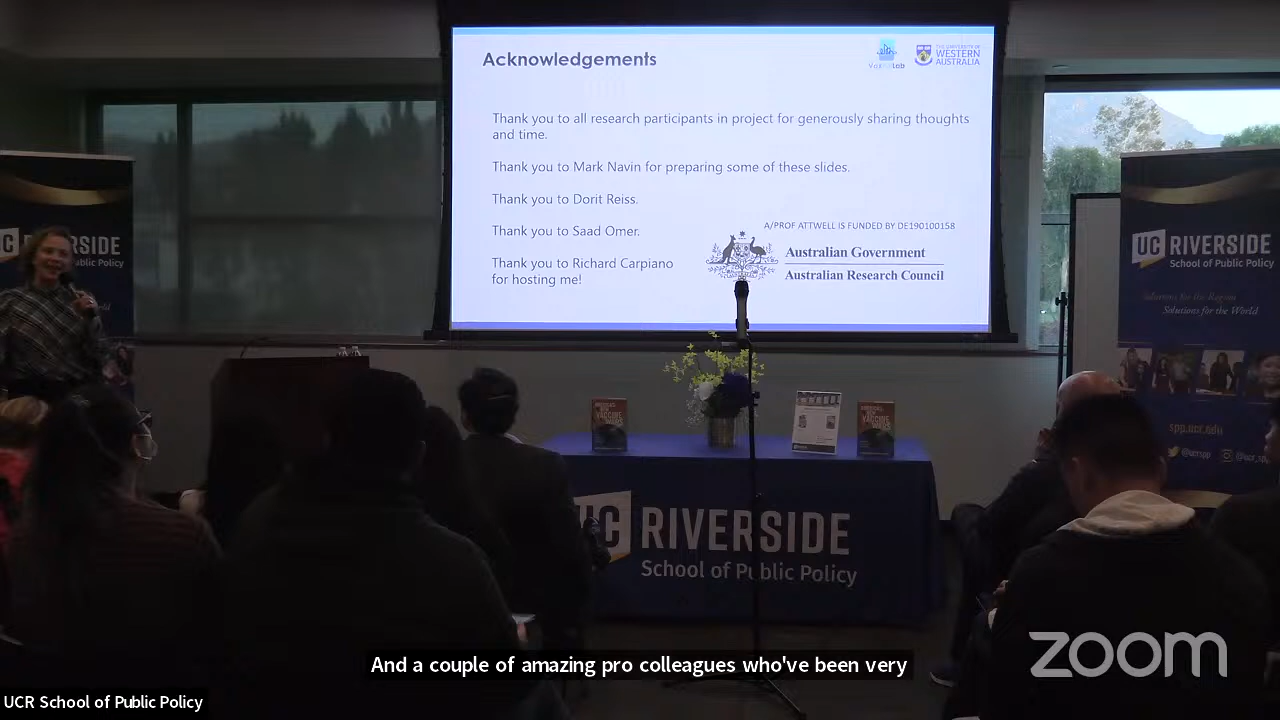 Acknowledgements
THE UNIVERSITY OF
WESTERN
AUSTRALIA
Thank you to all research participants in project for generously sharing thoughts
and time.
Thank you to Mark Navin for preparing some of these slides.
Thank you to Dorit Reiss.
Thank you to Saad Omer.
Thank you to Richard Carpiano
for hosting me!
A/PROF ATTWELL IS FUNDED BY DE190100158
Australian Government
Australian Research Council
RIVERSIDE
School of Public Policy
UC RIVERSIDE
School of Public Policy
Solutions for the Region
Solutions for the World
spp.ucr.edu
@ucrspp
VACCINE
WARS
UC RIVERSIDE
School of Public Policy
zoom
And a couple of amazing pro colleagues who've been very
UCR School of Public Policy